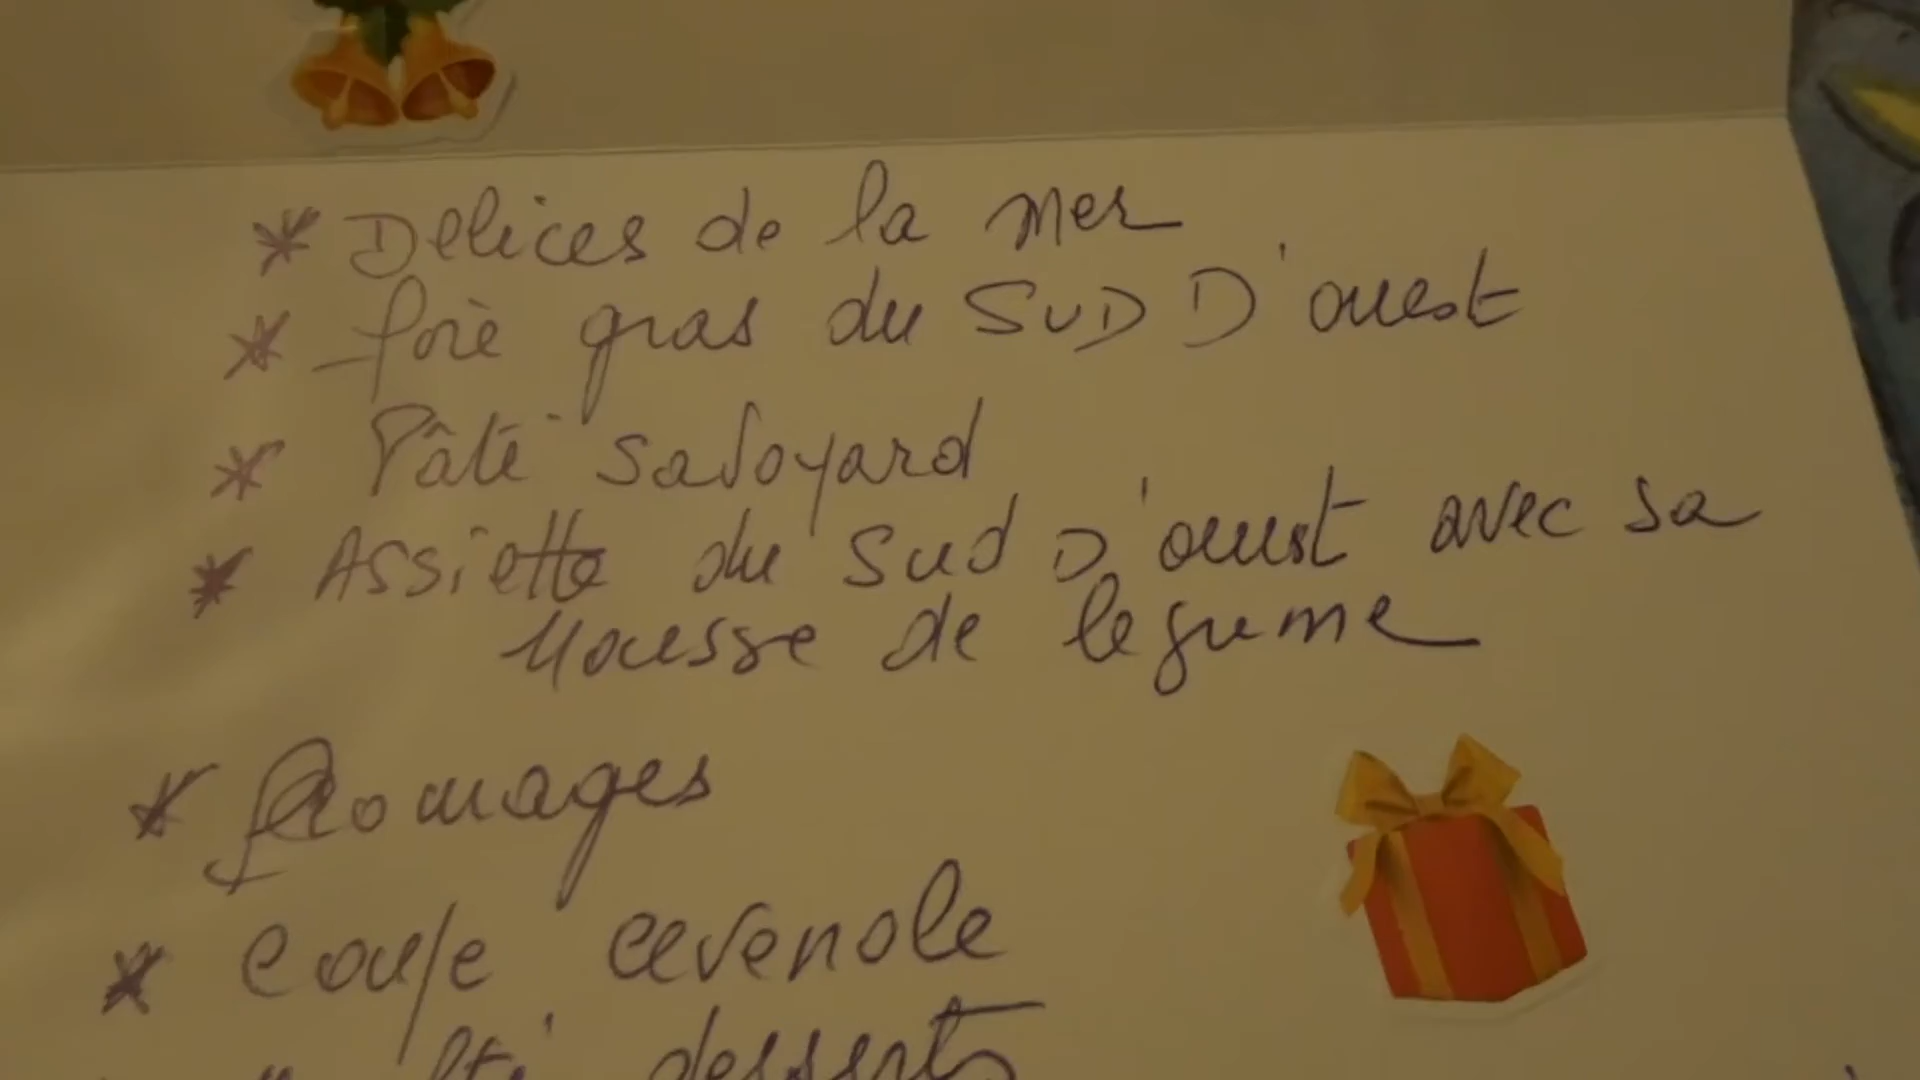 * Delices de la mer
* foie gras du SUD D'ouest
* Pâté savoyard
* Assiette du Sud D'ouest avec sa
Mousse de legume
* fromages
* Coupe cevenole
desserts